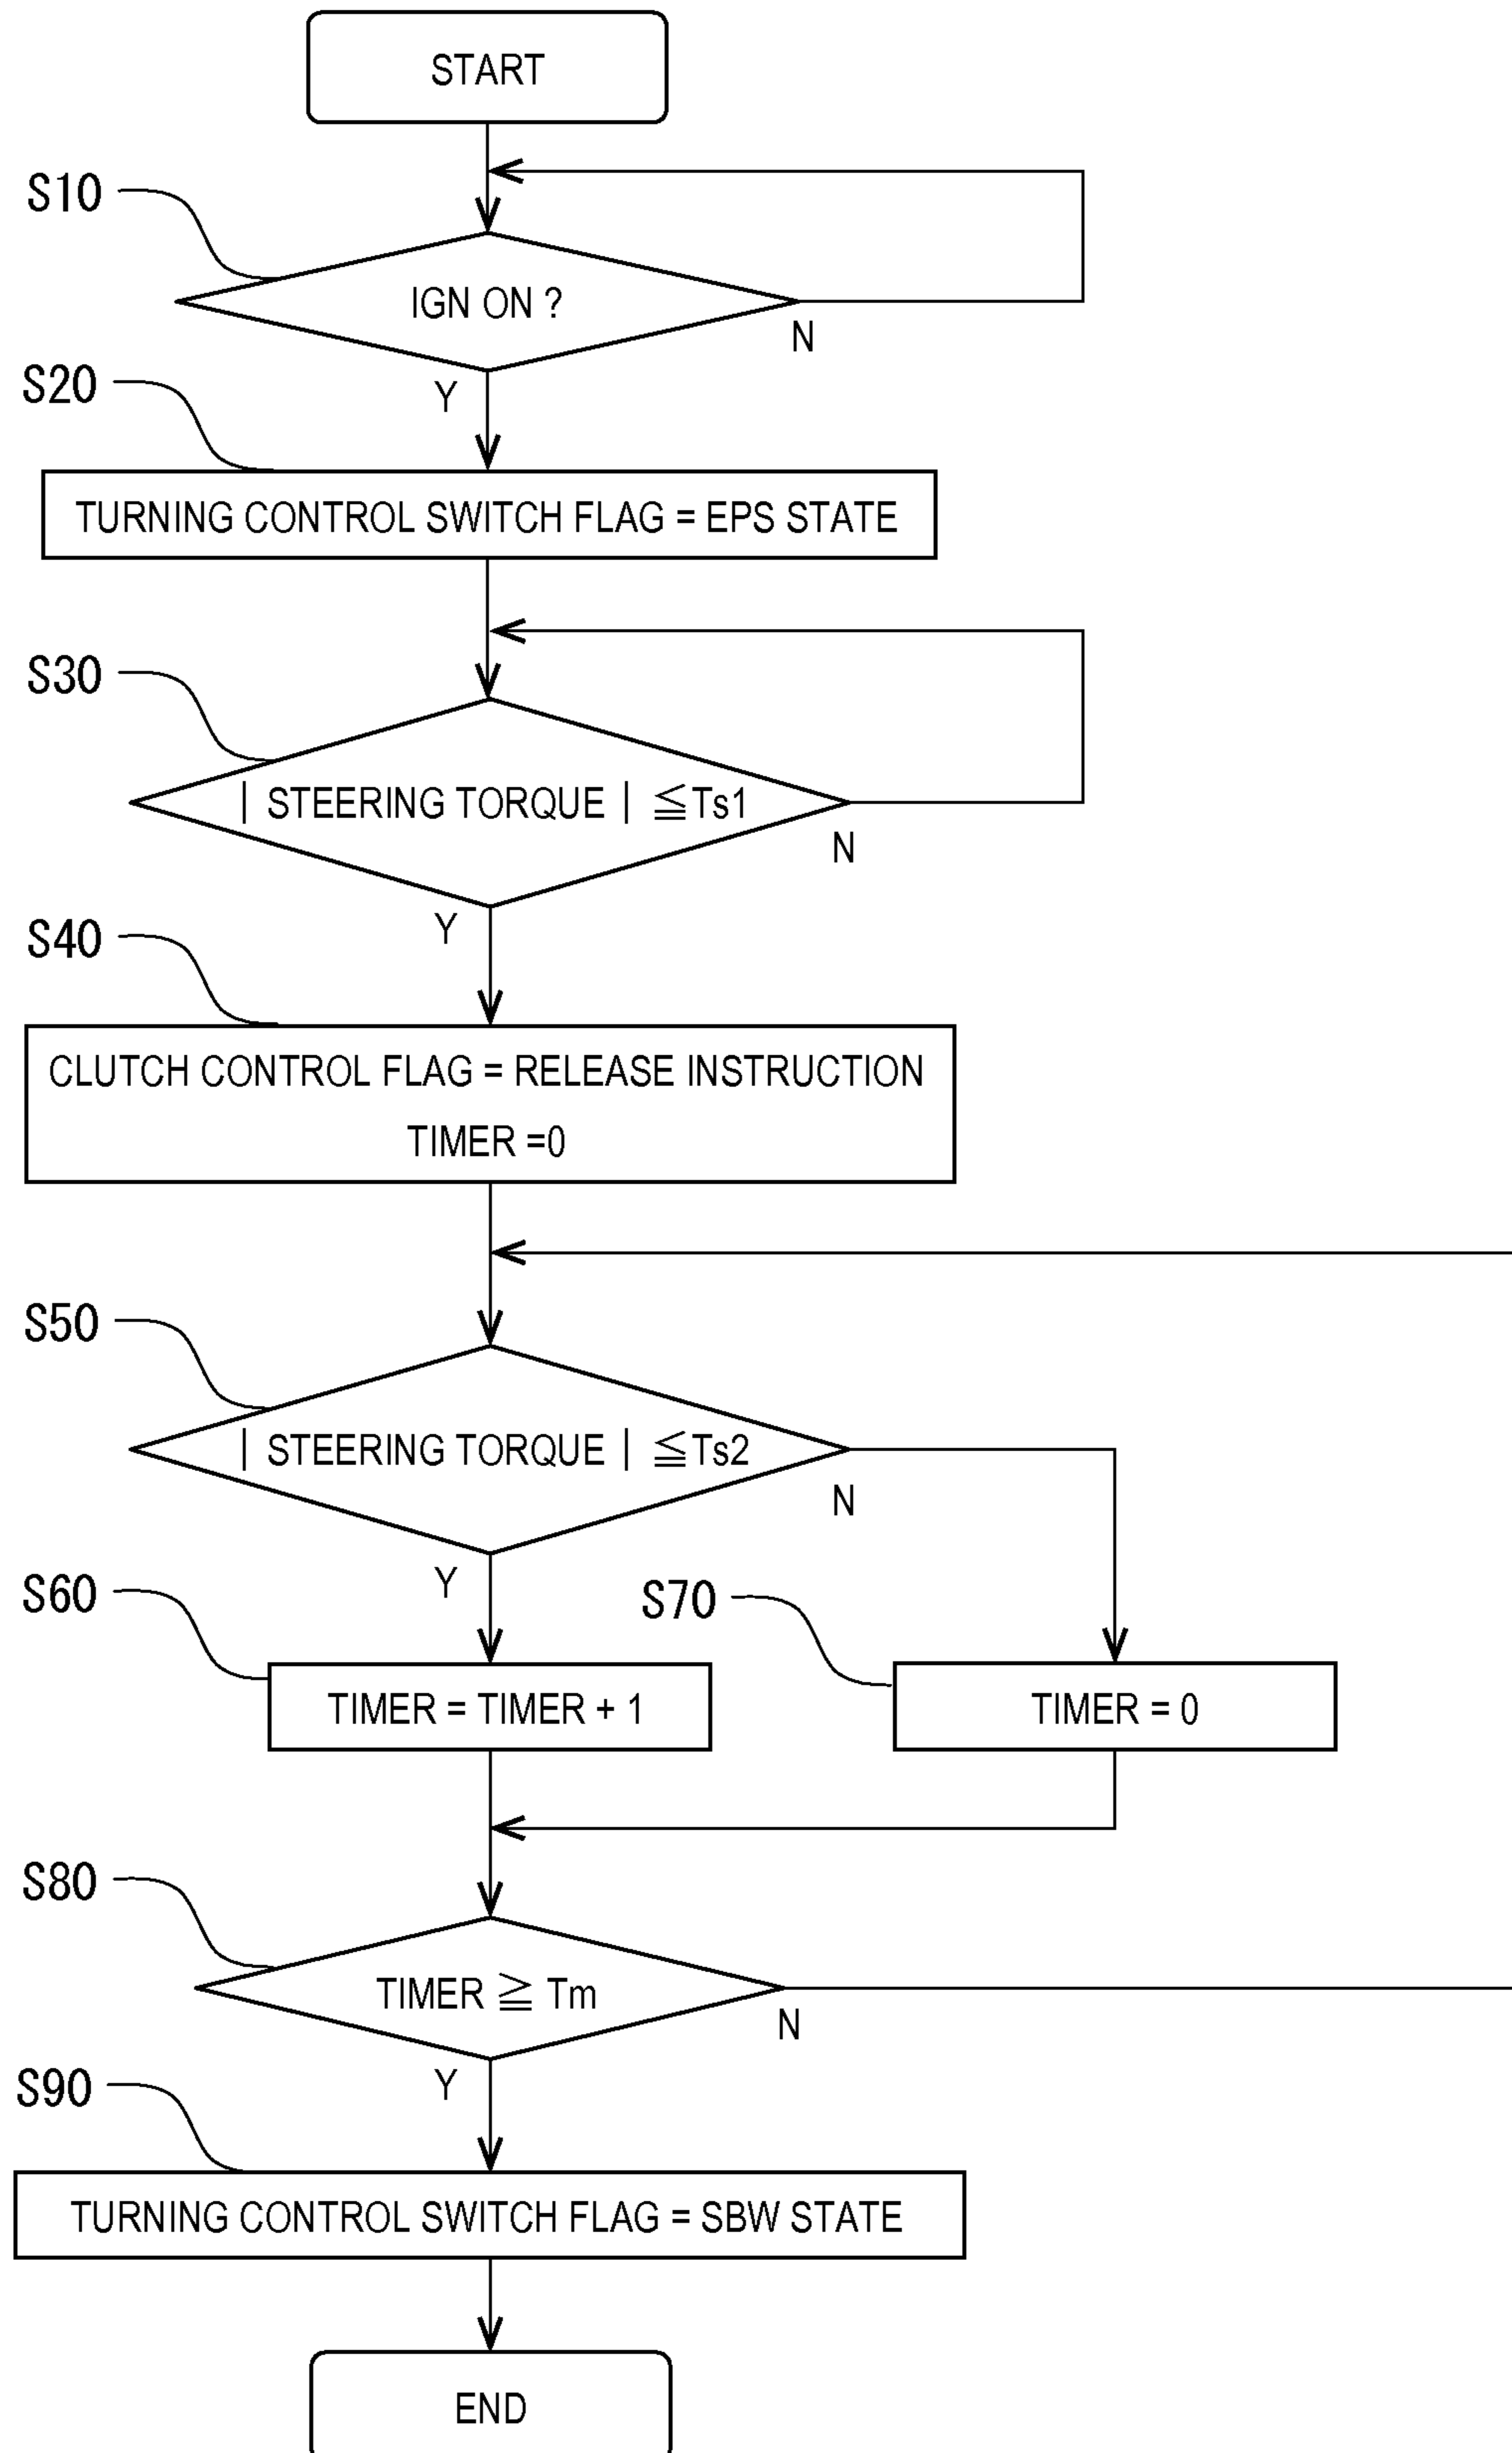 START
S10
IGN ON ?
N
Y
S20
TURNING CONTROL SWITCH FLAG = EPS STATE
S30
| STEERING TORQUE | ≦Ts1
N
Y
S40
CLUTCH CONTROL FLAG = RELEASE INSTRUCTION
TIMER =0
S50
| STEERING TORQUE | ≦Ts2
N
Y
S60
TIMER = TIMER + 1
S70
TIMER = 0
S80
TIMER ≧ Tm
N
Y
S90
TURNING CONTROL SWITCH FLAG = SBW STATE
END